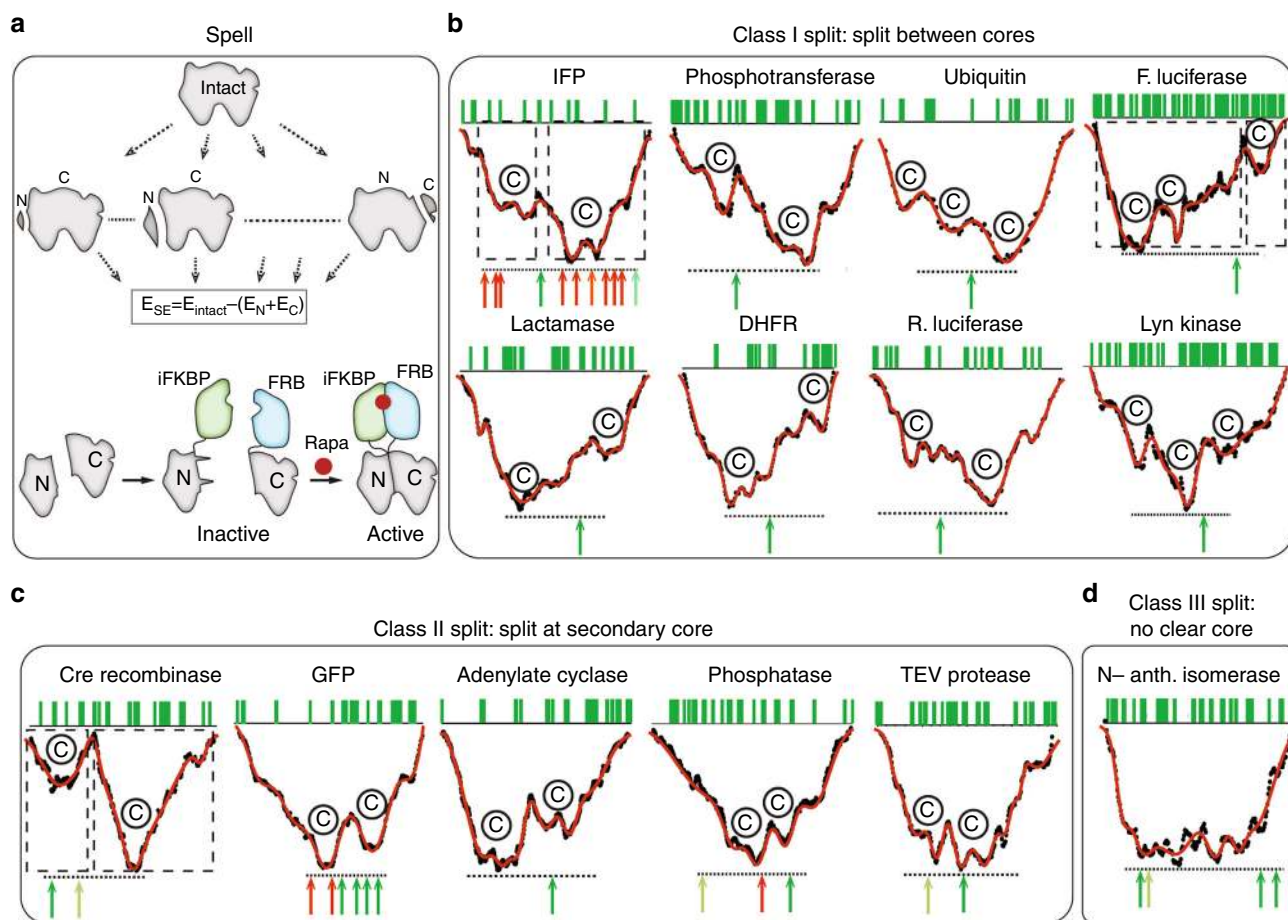 a
Spell
Intact
N
C
N
C
N
C
E_SE=E_intact–(E_N+E_C)
iFKBP
FRB
iFKBP
FRB
Rapa
N
C
N
C
N
C
Inactive
Active
b
Class I split: split between cores
IFP
Phosphotransferase
Ubiquitin
F. luciferase
C
C
C
C
C
C
C
C
C
C
Lactamase
DHFR
R. luciferase
Lyn kinase
C
C
C
C
C
C
C
C
C
c
Class II split: split at secondary core
Cre recombinase
GFP
Adenylate cyclase
Phosphatase
TEV protease
C
C
C
C
C
C
C
C
C
C
d
Class III split:
no clear core
N– anth. isomerase